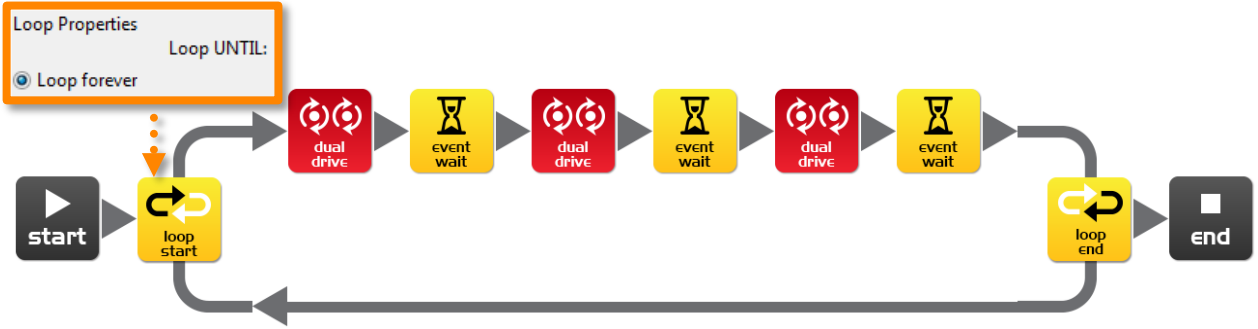 Loop Properties
Loop UNTIL:
Loop forever
dual
drive
event
wait
dual
drive
event
wait
dual
drive
event
wait
start
loop
start
loop
end
end